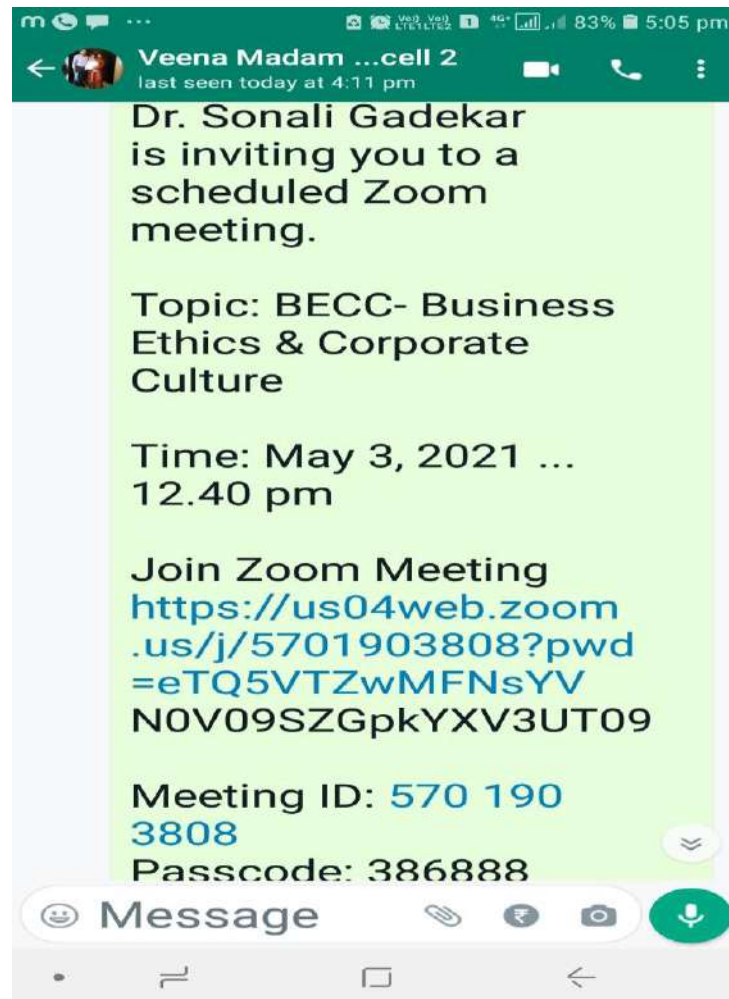 83% 5:05 pm
Veena Madam ...cell 2
last seen today at 4:11 pm
Dr. Sonali Gadekar
is inviting you to a
scheduled Zoom
meeting.
Topic: BECC- Business
Ethics & Corporate
Culture
Time: May 3, 2021 ...
12.40 pm
Join Zoom Meeting
https://us04web.zoom
.us/j/5701903808?pwd
=eTQ5VTZwMFNsYV
N0V09SZGpkYXV3UT09
Meeting ID: 570 190
3808
Passcode: 386888
Message